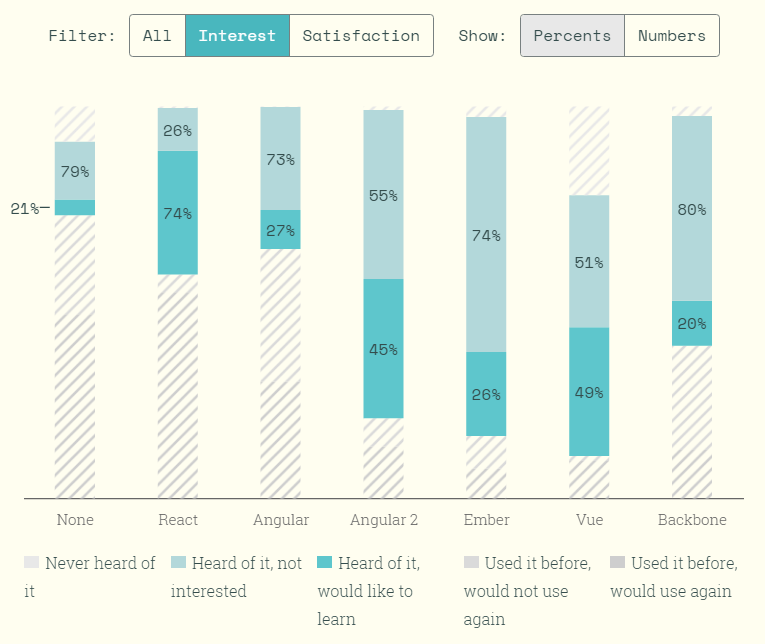 Filter: All Interest Satisfaction Show: Percents Numbers
79%
21%
26%
74%
73%
27%
55%
45%
74%
26%
51%
49%
80%
20%
None React Angular Angular 2 Ember Vue Backbone
Never heard of
it
Heard of it, not
interested
Heard of it,
would like to
learn
Used it before,
would not use
again
Used it before,
would use again